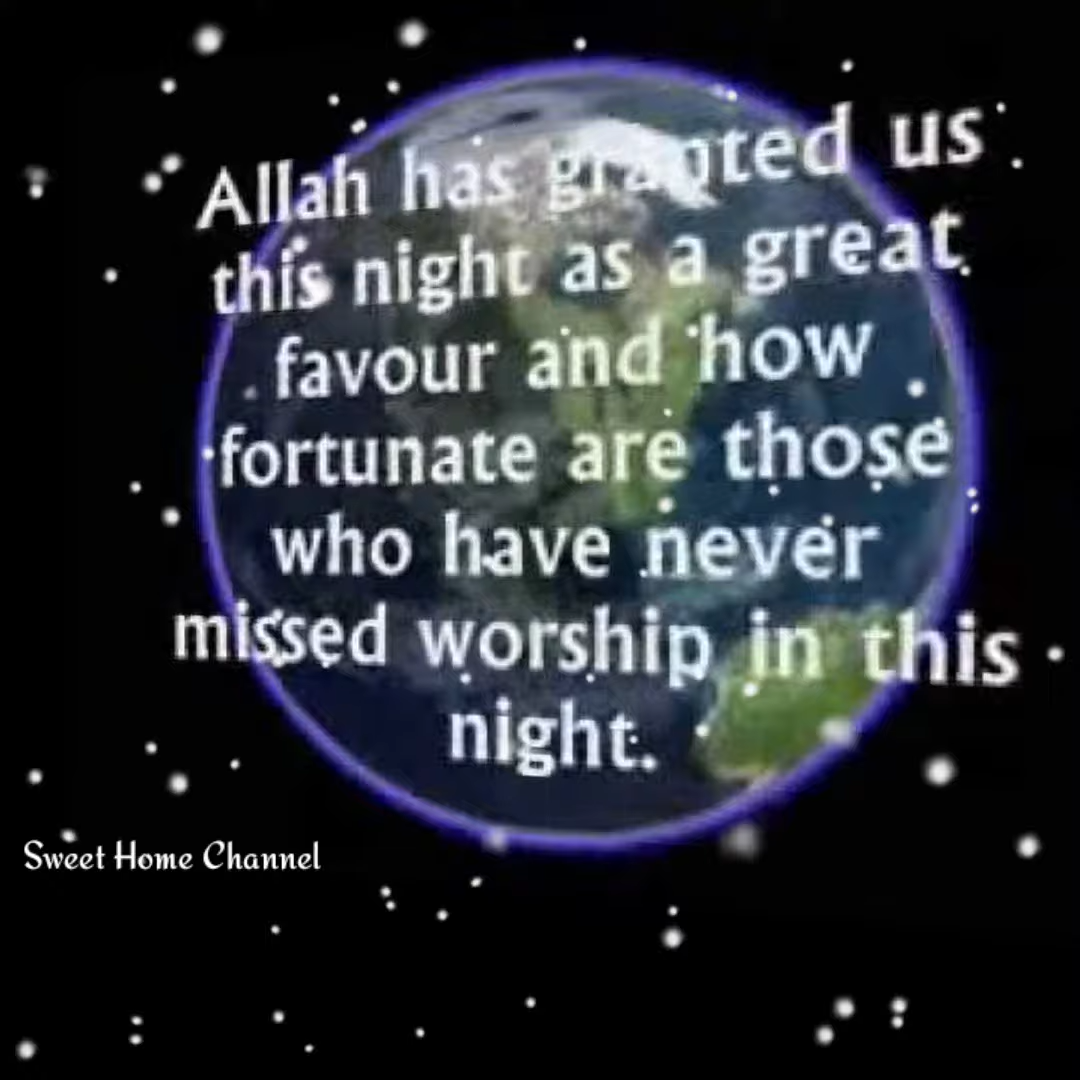 Allah has granted us
this night as a great
favour and how
fortunate are those
who have never
missed worship in this
night.
Sweet Home Channel